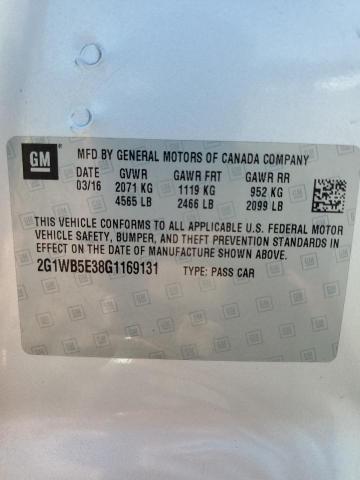 GM MFD BY GENERAL MOTORS OF CANADA COMPANY
DATE GVWR GAWR FRT GAWR RR
03/16 2071 KG 1119 KG 952 KG
4565 LB 2466 LB 2099 LB
THIS VEHICLE CONFORMS TO ALL APPLICABLE U.S. FEDERAL MOTOR
VEHICLE SAFETY, BUMPER, AND THEFT PREVENTION STANDARDS IN
EFFECT ON THE DATE OF MANUFACTURE SHOWN ABOVE.
2G1WB5E38G1169131 TYPE: PASS CAR